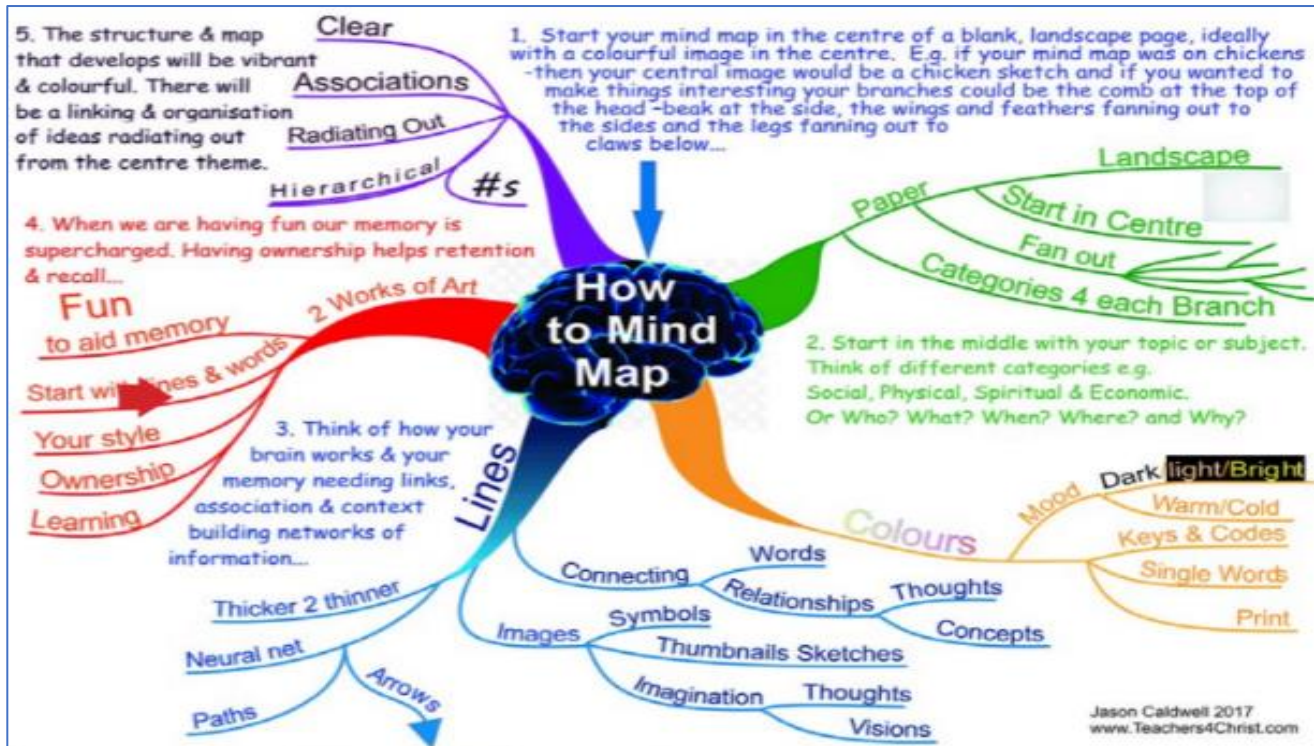 5. The structure & map
that develops will be vibrant
& colourful. There will
be a linking & organisation
of ideas radiating out
from the centre theme.
Clear
Associations
Radiating Out
Hierarchical
#s
1. Start your mind map in the centre of a blank, landscape page, ideally
with a colourful image in the centre. E.g. if your mind map was on chickens
-then your central image would be a chicken sketch and if you wanted to
make things interesting your branches could be the comb at the top of
the head –beak at the side, the wings and feathers fanning out to
the sides and the legs fanning out to
claws below...
Paper
Landscape
Start in Centre
Fan out
Categories 4 each Branch
2. Start in the middle with your topic or subject.
Think of different categories e.g.
Social, Physical, Spiritual & Economic.
Or Who? What? When? Where? and Why?
How
to Mind
Map
4. When we are having fun our memory is
supercharged. Having ownership helps retention
& recall...
2 Works of Art
Fun
to aid memory
Start with lines & words
Your style
Ownership
Learning
3. Think of how your
brain works & your
memory needing links,
association & context
building networks of
information...
Lines
Thicker 2 thinner
Neural net
Paths
Arrows
Connecting
Words
Relationships
Thoughts
Concepts
Images
Symbols
Thumbnails Sketches
Imagination
Thoughts
Visions
Colours
Mood
Dark light/Bright
Warm/Cold
Keys & Codes
Single Words
Print
Jason Caldwell 2017
www.Teachers4Christ.com